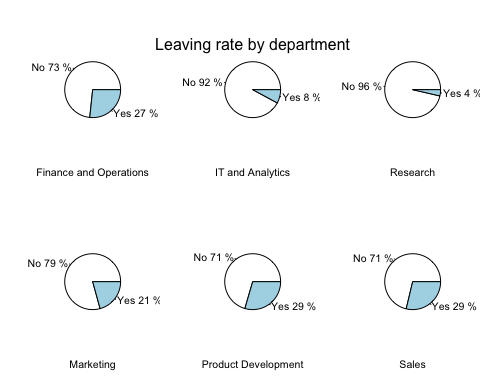 Leaving rate by department
No 73 %
Yes 27 %
Finance and Operations
No 92 %
Yes 8 %
IT and Analytics
No 96 %
Yes 4 %
Research
No 79 %
Yes 21 %
Marketing
No 71 %
Yes 29 %
Product Development
No 71 %
Yes 29 %
Sales